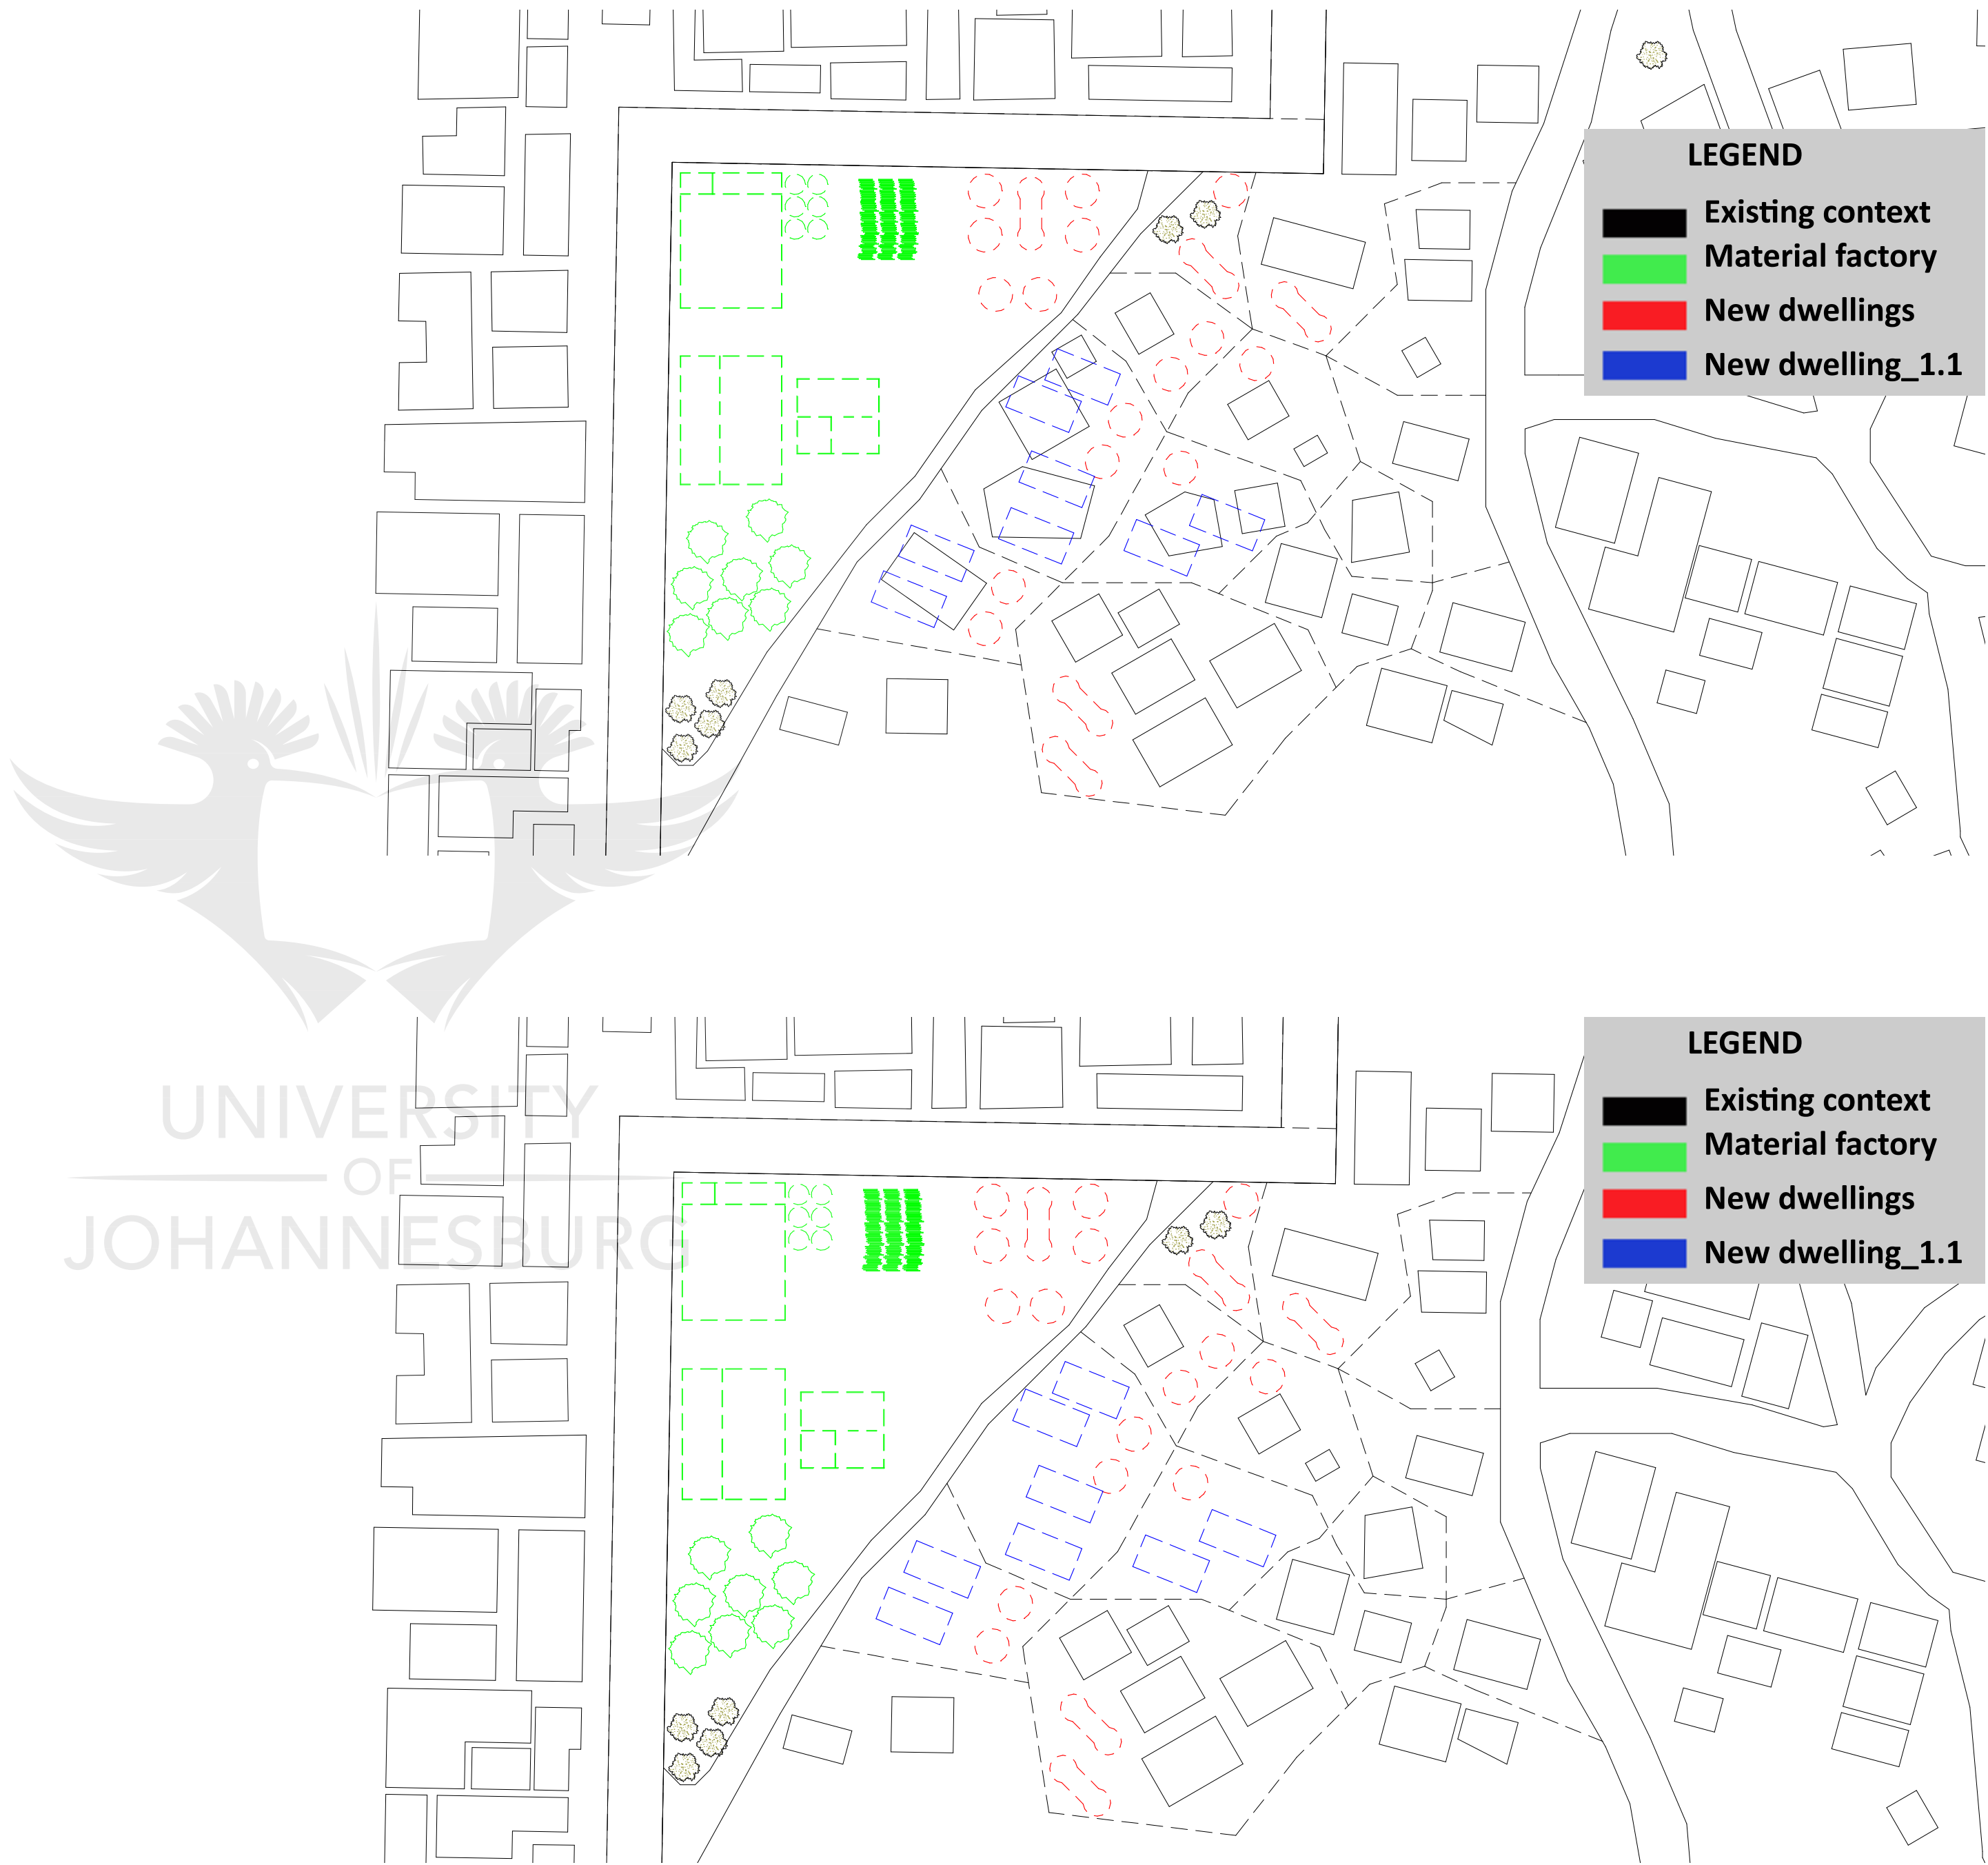 LEGEND
Existing context
Material factory
New dwellings
New dwelling_1.1
UNIVERSITY
OF
JOHANNESBURG
LEGEND
Existing context
Material factory
New dwellings
New dwelling_1.1